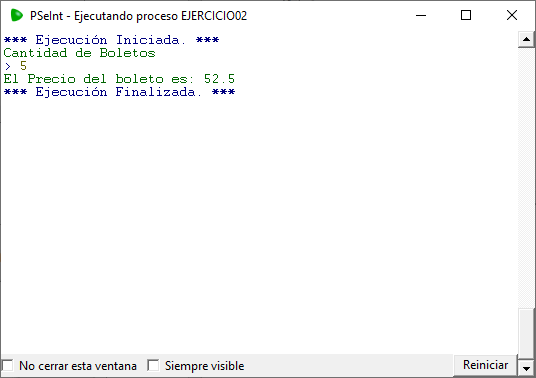 PSeInt - Ejecutando proceso EJERCICIO02
*** Ejecución Iniciada. ***
Cantidad de Boletos
> 5
El Precio del boleto es: 52.5
*** Ejecución Finalizada. ***
No cerrar esta ventana
Siempre visible
Reiniciar